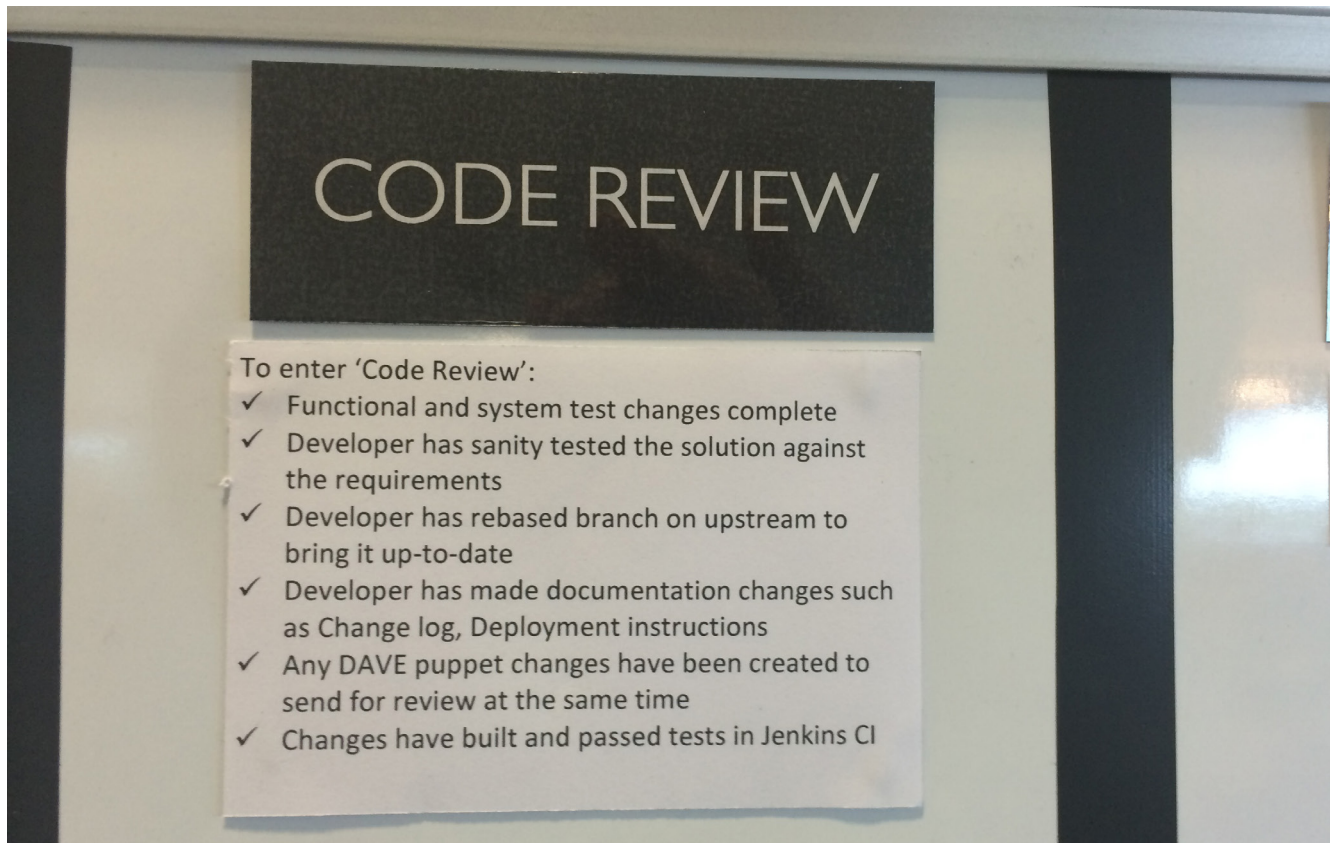 CODE REVIEW
To enter ‘Code Review’:
✓ Functional and system test changes complete
✓ Developer has sanity tested the solution against
the requirements
✓ Developer has rebased branch on upstream to
bring it up-to-date
✓ Developer has made documentation changes such
as Change log, Deployment instructions
✓ Any DAVE puppet changes have been created to
send for review at the same time
✓ Changes have built and passed tests in Jenkins CI